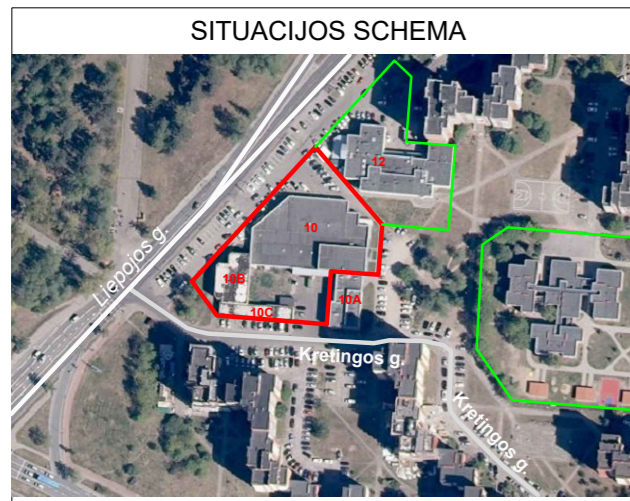 SITUACIJOS SCHEMA
12
10
Liepojos g.
10B
10A
10C
Kretingos g.
Kretingos g.